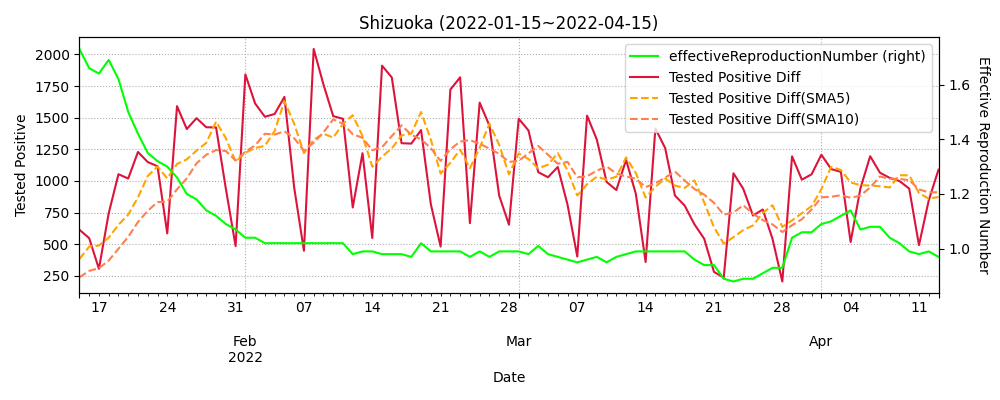 Shizuoka (2022-01-15~2022-04-15)
effectiveReproductionNumber (right)
Tested Positive Diff
Tested Positive Diff(SMA5)
Tested Positive Diff(SMA10)
Tested Positive
2000
1750
1500
1250
1000
750
500
250
Effective Reproduction Number
1.6
1.4
1.2
1.0
17 24 31 07 14 21 28 07 14 21 28 04 11
Feb Mar Apr
2022
Date